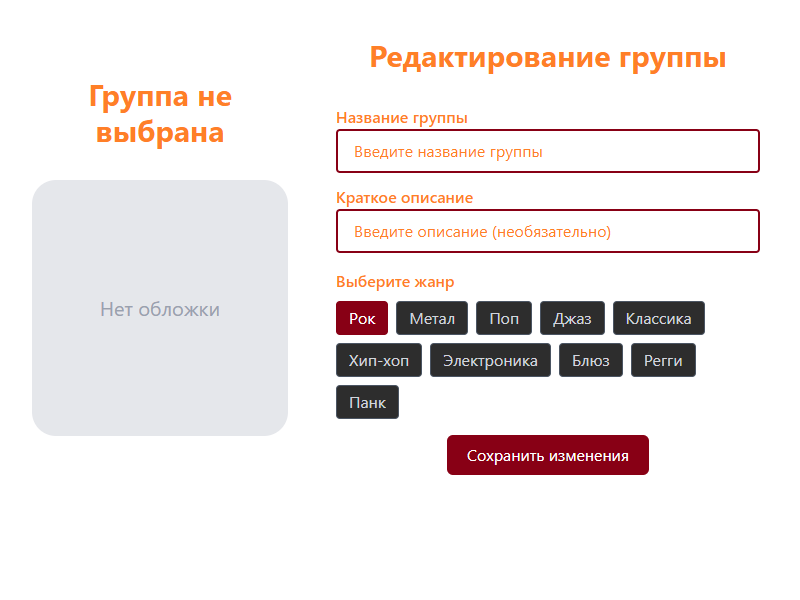 Группа не
выбрана
Нет обложки
Редактирование группы
Название группы
Введите название группы
Краткое описание
Введите описание (необязательно)
Выберите жанр
Рок Метал Поп Джаз Классика
Хип-хоп Электроника Блюз Регги
Панк
Сохранить изменения